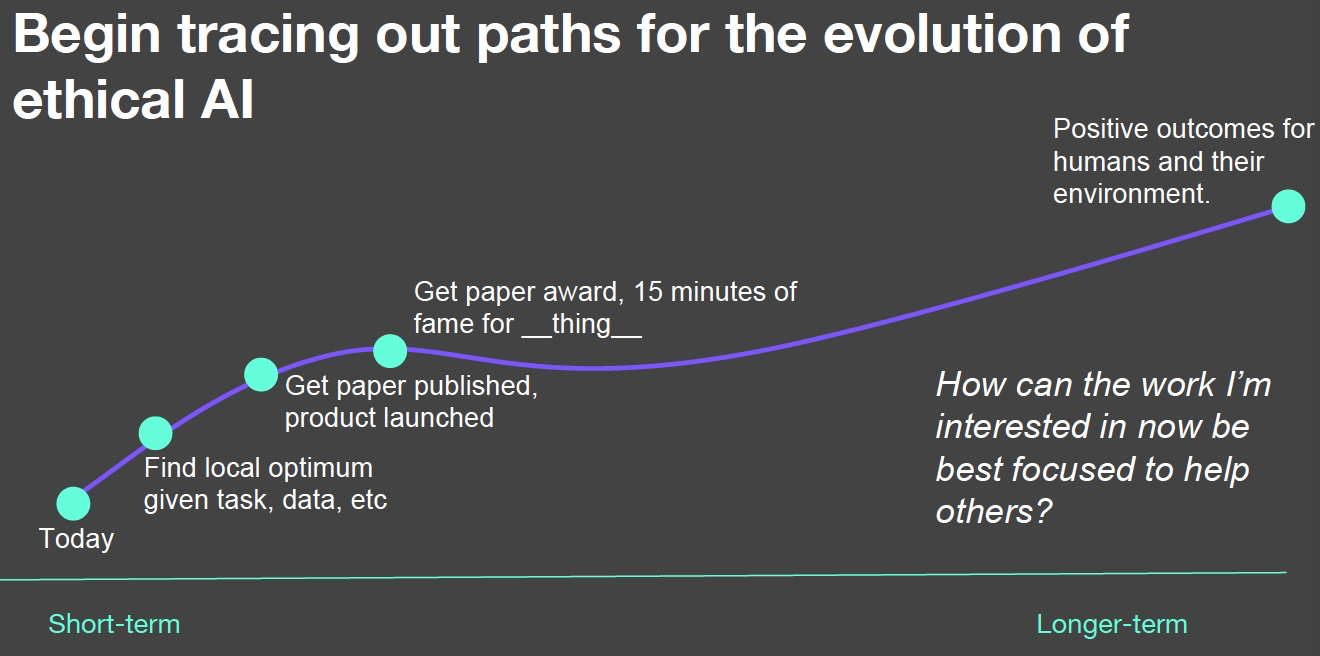 Begin tracing out paths for the evolution of
ethical AI
Positive outcomes for
humans and their
environment.
Get paper award, 15 minutes of
fame for __thing__
Get paper published,
product launched
How can the work I’m
interested in now be
best focused to help
others?
Find local optimum
given task, data, etc
Today
Short-term
Longer-term